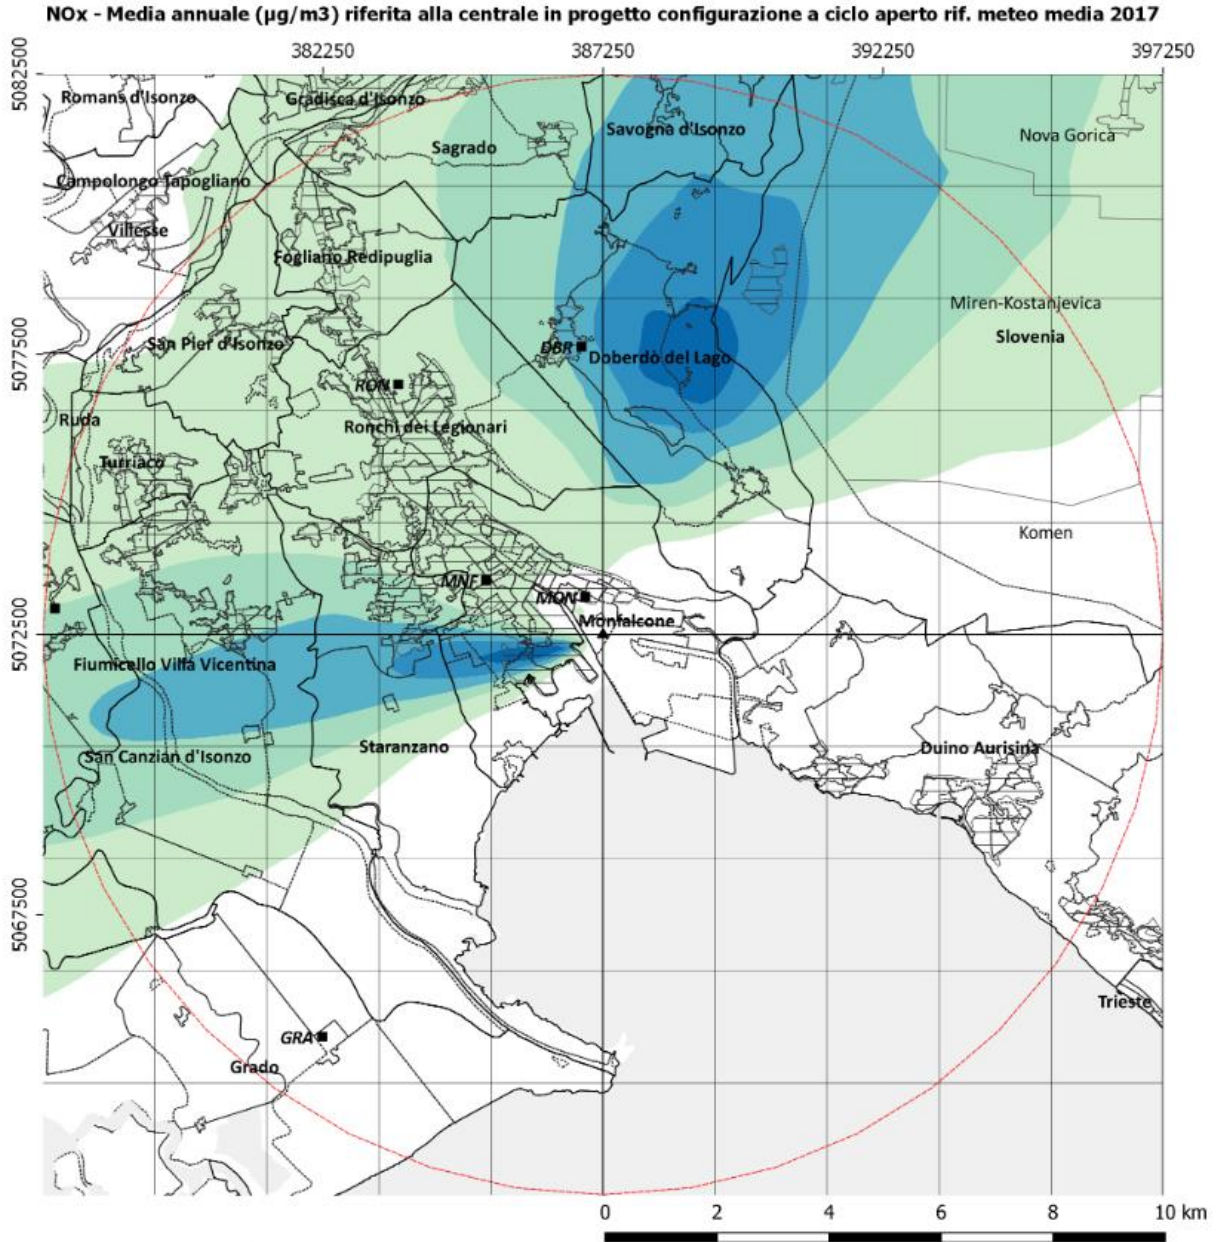 NOx - Media annuale (µg/m3) riferita alla centrale in progetto configurazione a ciclo aperto rif. meteo media 2017
382250 387250 392250 397250
5082500
Romans d'Isonzo
Gradisca d'Isonzo
Savogna d'Isonzo
Nova Gorica
Sagrado
Campolongo Tapogliano
Villesse
Fogliano Redipuglia
Miren-Kostanjevica
Slovenia
San Pier d'Isonzo
5077500
DBR
Doberdò del Lago
RON
Ruda
Ronchi dei Legionari
Turriaco
Komen
MNF
MON
Monfalcone
5072500
Fiumicello Villa Vicentina
Staranzano
Duino Aurisina
San Canzian d'Isonzo
5067500
Trieste
GRA
Grado
0 2 4 6 8 10 km